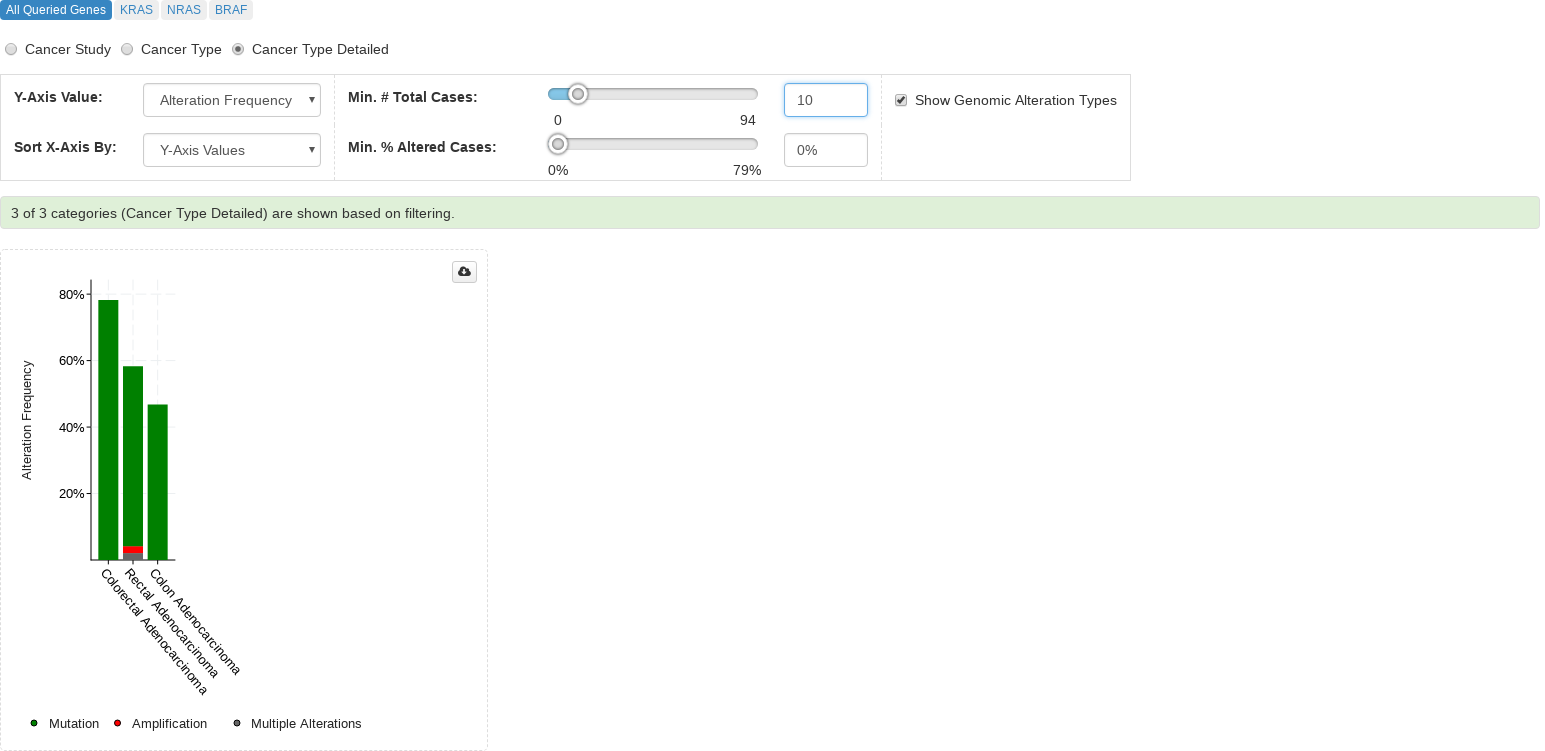 All Queried Genes KRAS NRAS BRAF
Cancer Study Cancer Type Cancer Type Detailed
Y-Axis Value: Alteration Frequency Min. # Total Cases: 10 Show Genomic Alteration Types
0 94
Sort X-Axis By: Y-Axis Values Min. % Altered Cases: 0%
0% 79%
3 of 3 categories (Cancer Type Detailed) are shown based on filtering.
80%
60%
40%
20%
Alteration Frequency
Colorectal Adenocarcinoma
Rectal Adenocarcinoma
Colon Adenocarcinoma
Mutation Amplification Multiple Alterations